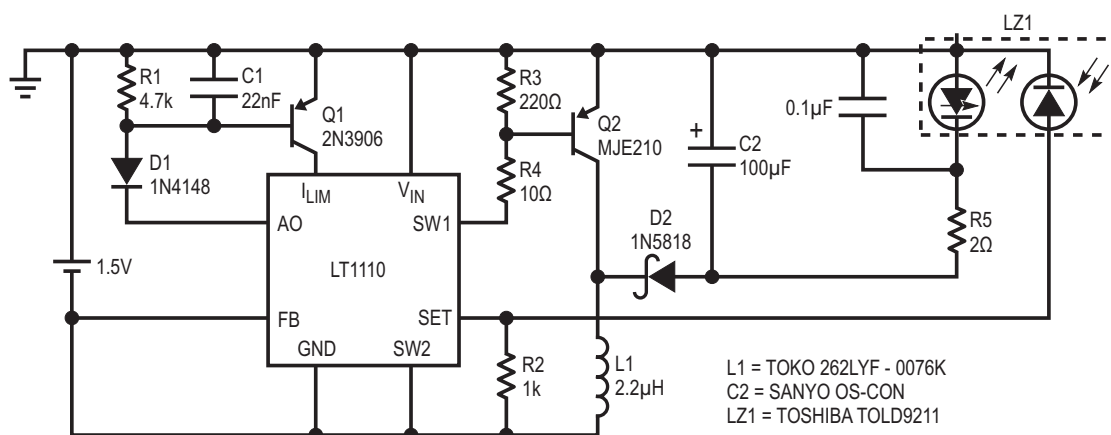 LZ1
R1
4.7k
C1
22nF
Q1
2N3906
R3
220Ω
Q2
MJE210
+
C2
100µF
0.1µF
D1
1N4148
R4
10Ω
ILIM
VIN
AO
SW1
LT1110
D2
1N5818
R5
2Ω
1.5V
FB
SET
GND
SW2
R2
1k
L1
2.2µH
L1 = TOKO 262LYF - 0076K
C2 = SANYO OS-CON
LZ1 = TOSHIBA TOLD9211